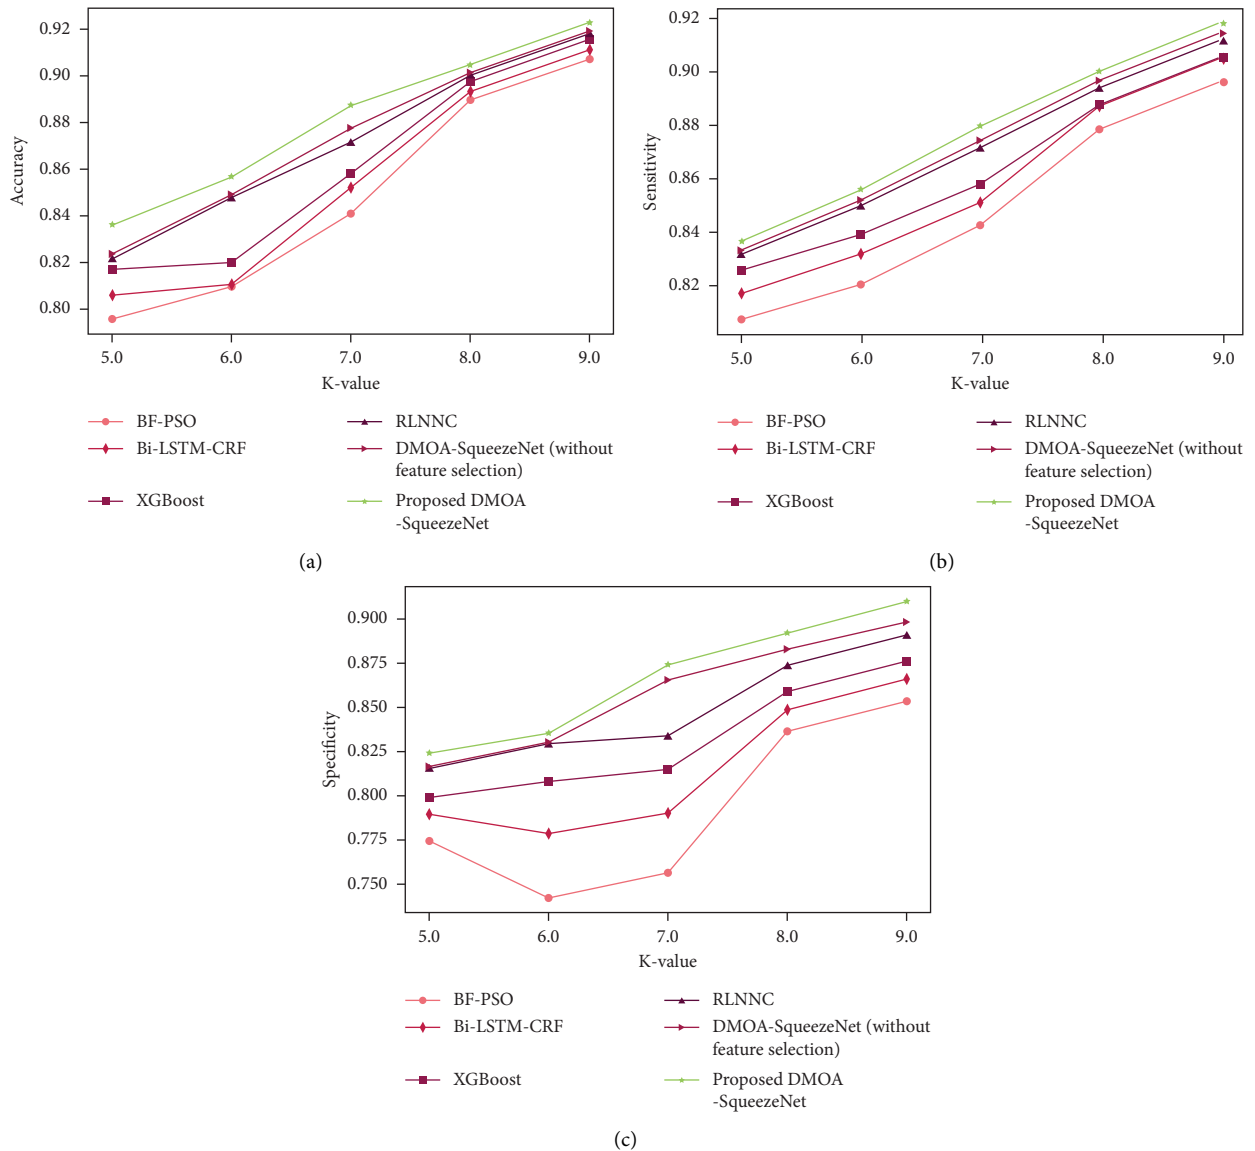 0.92
0.90
0.88
0.86
0.84
0.82
0.80
Accuracy
5.0 6.0 7.0 8.0 9.0
K-value
BF-PSO
Bi-LSTM-CRF
XGBoost
RLNNC
DMOA-SqueezeNet (without
feature selection)
Proposed DMOA
-SqueezeNet
(a)
0.92
0.90
0.88
0.86
0.84
0.82
Sensitivity
5.0 6.0 7.0 8.0 9.0
K-value
BF-PSO
Bi-LSTM-CRF
XGBoost
RLNNC
DMOA-SqueezeNet (without
feature selection)
Proposed DMOA
-SqueezeNet
(b)
0.900
0.875
0.850
0.825
0.800
0.775
0.750
Specificity
5.0 6.0 7.0 8.0 9.0
K-value
BF-PSO
Bi-LSTM-CRF
XGBoost
RLNNC
DMOA-SqueezeNet (without
feature selection)
Proposed DMOA
-SqueezeNet
(c)